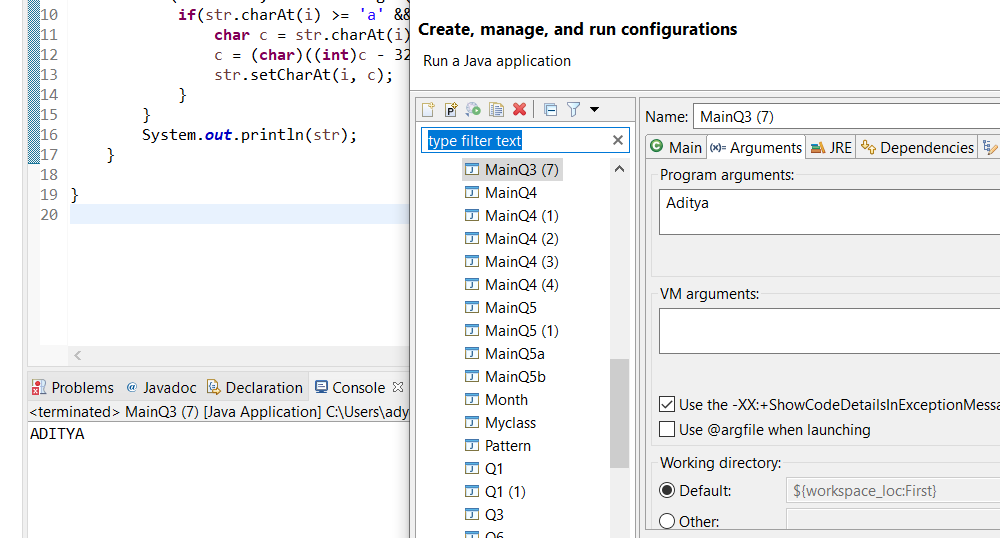 10 if(str.charAt(i) >= 'a' &&
11 char c = str.charAt(i)
12 c = (char)((int)c - 32
13 str.setCharAt(i, c);
14 }
15 }
16 System.out.println(str);
17 }
18
19 }
20
Problems @ Javadoc Declaration Console
<terminated> MainQ3 (7) [Java Application] C:\Users\ady
ADITYA
Create, manage, and run configurations
Run a Java application
type filter text
MainQ3 (7)
MainQ4
MainQ4 (1)
MainQ4 (2)
MainQ4 (3)
MainQ4 (4)
MainQ5
MainQ5 (1)
MainQ5a
MainQ5b
Month
Myclass
Pattern
Q1
Q1 (1)
Q3
Q6
Name: MainQ3 (7)
Main (x)= Arguments JRE Dependencies
Program arguments:
Aditya
VM arguments:
Use the -XX:+ShowCodeDetailsInExceptionMessa
Use @argfile when launching
Working directory:
Default: ${workspace_loc:First}
Other: